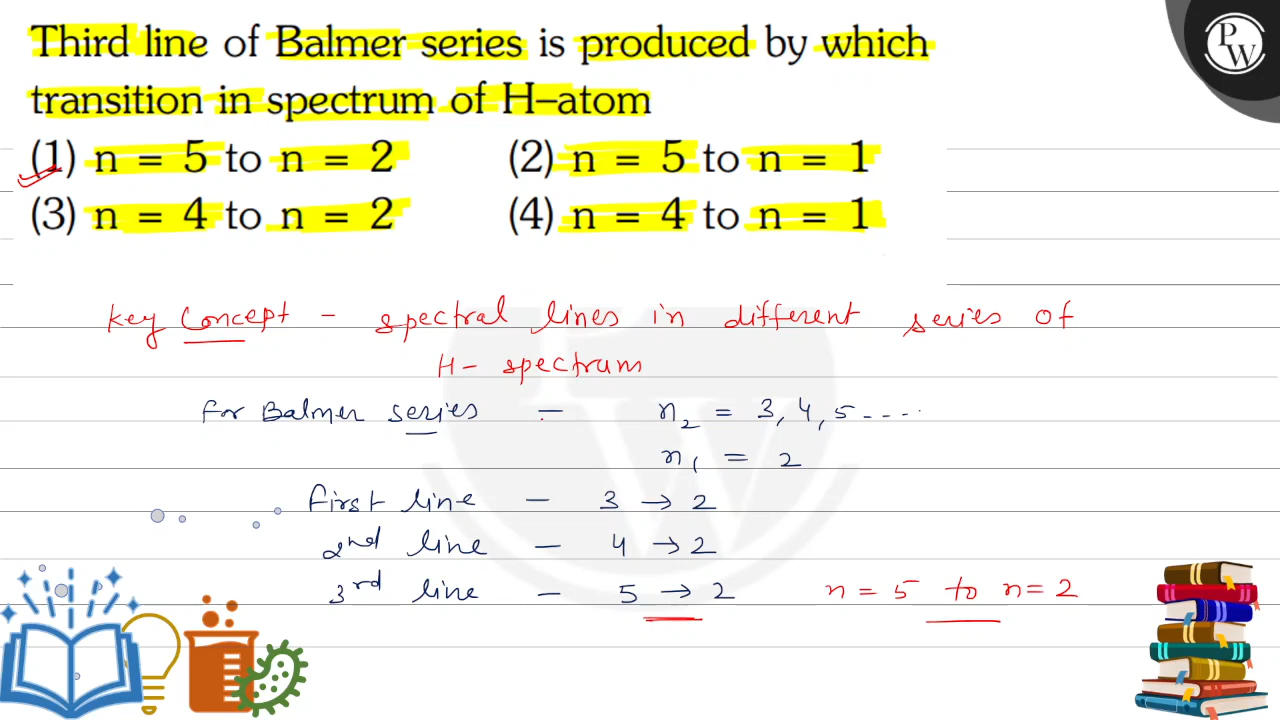 Third line of Balmer series is produced by which
transition in spectrum of H–atom
(1) n = 5 to n = 2 (2) n = 5 to n = 1
(3) n = 4 to n = 2 (4) n = 4 to n = 1
PW
Key Concept - spectral lines in different series of
H- spectrum
For Balmer series - n₂ = 3, 4, 5 - - - -
n₁ = 2
First line - 3 → 2
2nd line - 4 → 2
3rd line - 5 → 2 n = 5 to n = 2